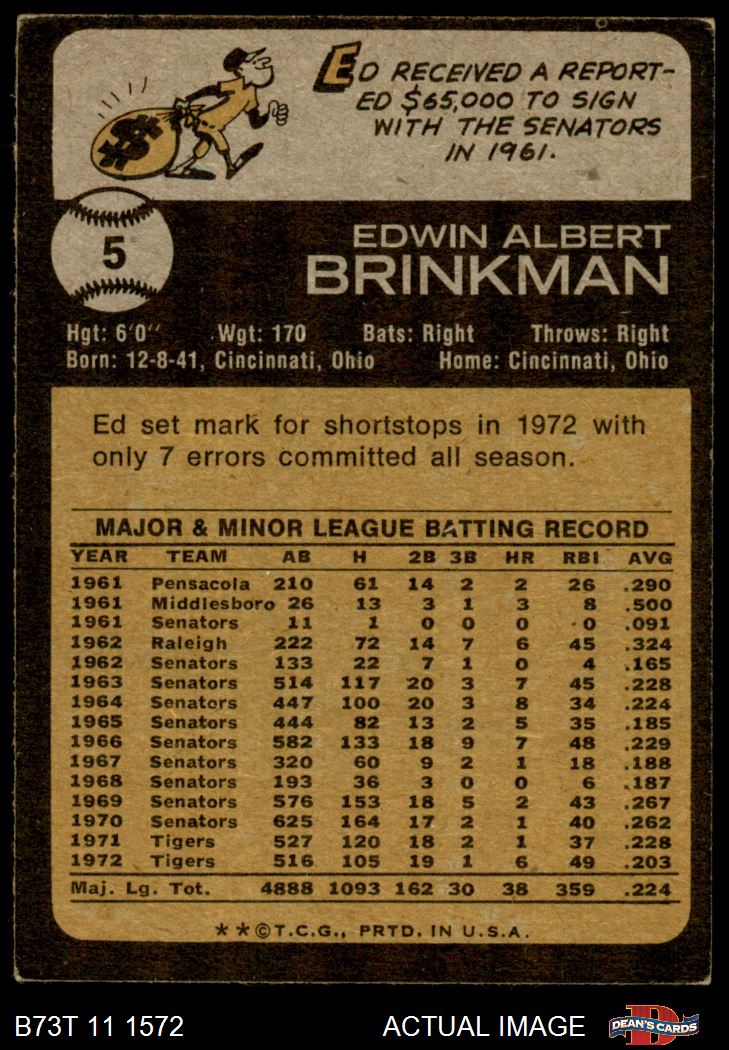 ED RECEIVED A REPORT-
ED $65,000 TO SIGN
WITH THE SENATORS
IN 1961.
$$$
5
EDWIN ALBERT
BRINKMAN
Hgt: 6'0" Wgt: 170 Bats: Right Throws: Right
Born: 12-8-41, Cincinnati, Ohio Home: Cincinnati, Ohio
Ed set mark for shortstops in 1972 with
only 7 errors committed all season.
MAJOR & MINOR LEAGUE BATTING RECORD
YEAR TEAM AB H 2B 3B HR RBI AVG
1961 Pensacola 210 61 14 2 2 26 .290
1961 Middlesboro 26 13 3 1 3 8 .500
1961 Senators 11 1 0 0 0 0 .091
1962 Raleigh 222 72 14 7 6 45 .324
1962 Senators 133 22 7 1 0 4 .165
1963 Senators 514 117 20 3 7 45 .228
1964 Senators 447 100 20 3 8 34 .224
1965 Senators 444 82 13 2 5 35 .185
1966 Senators 582 133 18 9 7 48 .229
1967 Senators 320 60 9 2 1 18 .188
1968 Senators 193 36 3 0 0 6 .187
1969 Senators 576 153 18 5 2 43 .267
1970 Senators 625 164 17 2 1 40 .262
1971 Tigers 527 120 18 2 1 37 .228
1972 Tigers 516 105 19 1 6 49 .203
Maj. Lg. Tot. 4888 1093 162 30 38 359 .224
**©T.C.G., PRTD. IN U.S.A.
B73T 11 1572 ACTUAL IMAGE DEAN'S CARDS